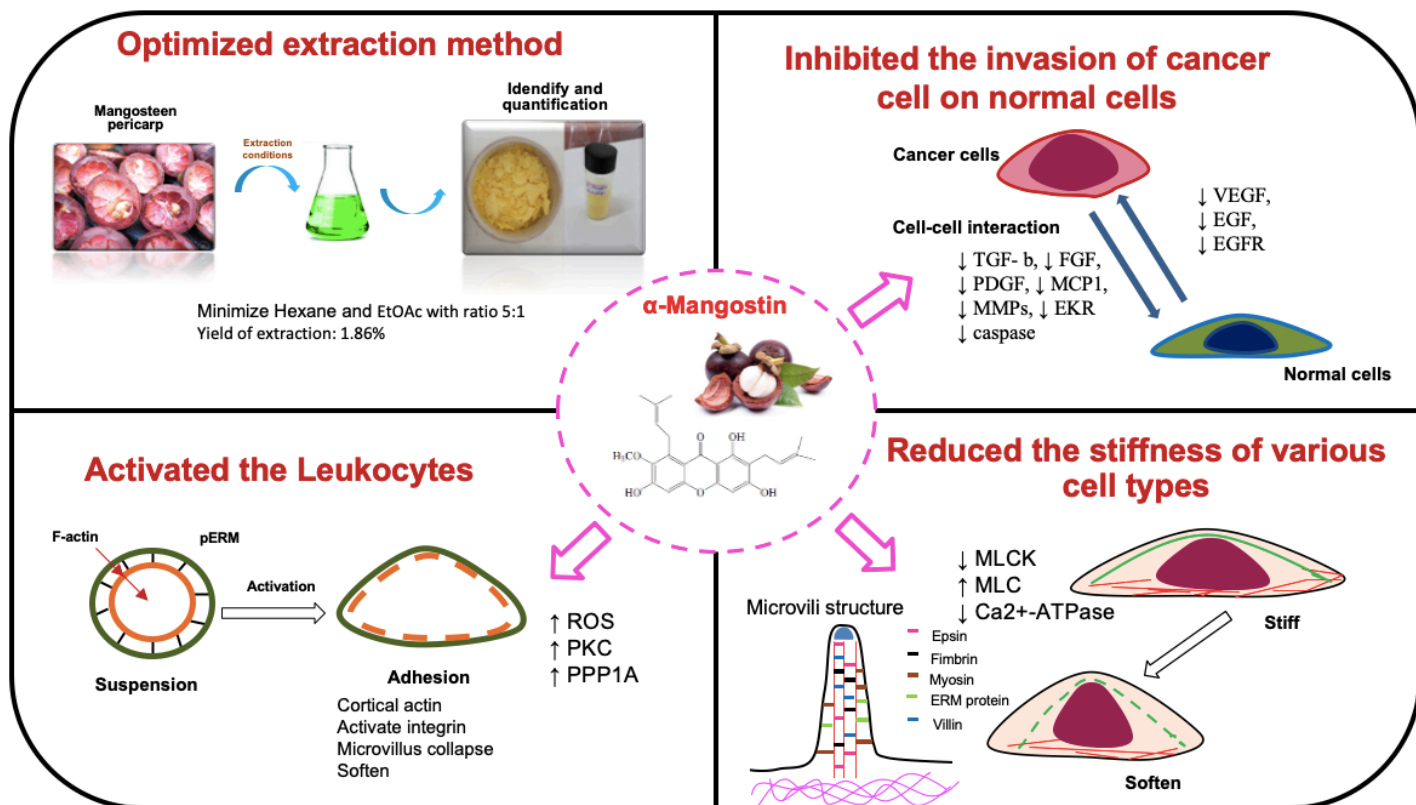 Optimized extraction method
Mangosteen
pericarp
Extraction
conditions
Idendify and
quantification
Minimize Hexane and EtOAc with ratio 5:1
Yield of extraction: 1.86%
Inhibited the invasion of cancer
cell on normal cells
Cancer cells
Cell-cell interaction
↓ TGF- b, ↓ FGF,
↓ PDGF, ↓ MCP1,
↓ MMPs, ↓ EKR
↓ caspase
↓ VEGF,
↓ EGF,
↓ EGFR
Normal cells
α-Mangostin
O
OH
H₃CO
HO
O
OH
Activated the Leukocytes
F-actin
pERM
Activation
Suspension
Adhesion
Cortical actin
Activate integrin
Microvillus collapse
Soften
↑ ROS
↑ PKC
↑ PPP1A
Reduced the stiffness of various
cell types
↓ MLCK
↑ MLC
↓ Ca2+-ATPase
Microvili structure
Epsin
Fimbrin
Myosin
ERM protein
Villin
Stiff
Soften